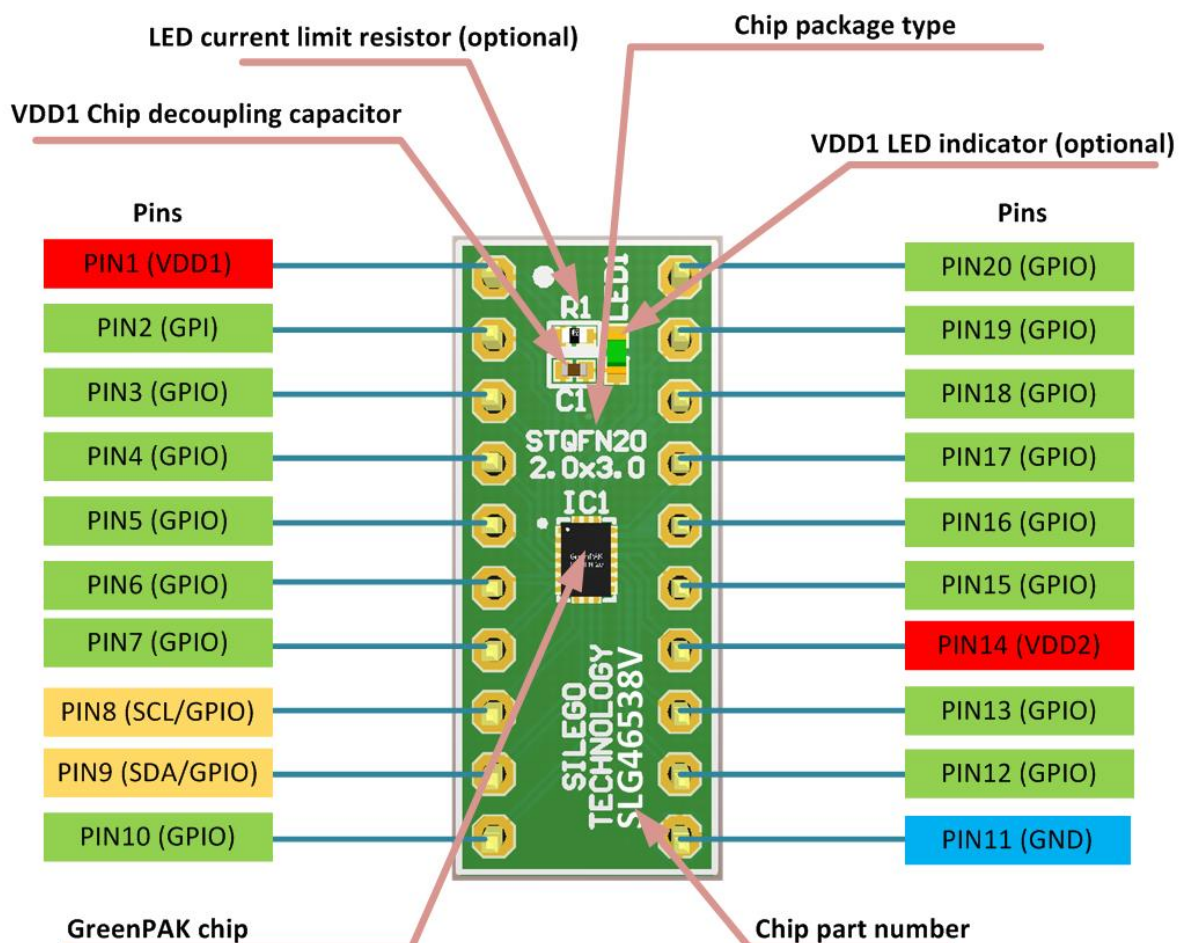 LED current limit resistor (optional)
Chip package type
VDD1 Chip decoupling capacitor
VDD1 LED indicator (optional)
Pins
PIN1 (VDD1)
PIN2 (GPI)
PIN3 (GPIO)
PIN4 (GPIO)
PIN5 (GPIO)
PIN6 (GPIO)
PIN7 (GPIO)
PIN8 (SCL/GPIO)
PIN9 (SDA/GPIO)
PIN10 (GPIO)
R1
LED1
C1
STQFN20
2.0x3.0
IC1
GreenPAK
SILEGO
TECHNOLOGY
SLG46538V
Pins
PIN20 (GPIO)
PIN19 (GPIO)
PIN18 (GPIO)
PIN17 (GPIO)
PIN16 (GPIO)
PIN15 (GPIO)
PIN14 (VDD2)
PIN13 (GPIO)
PIN12 (GPIO)
PIN11 (GND)
GreenPAK chip
Chip part number